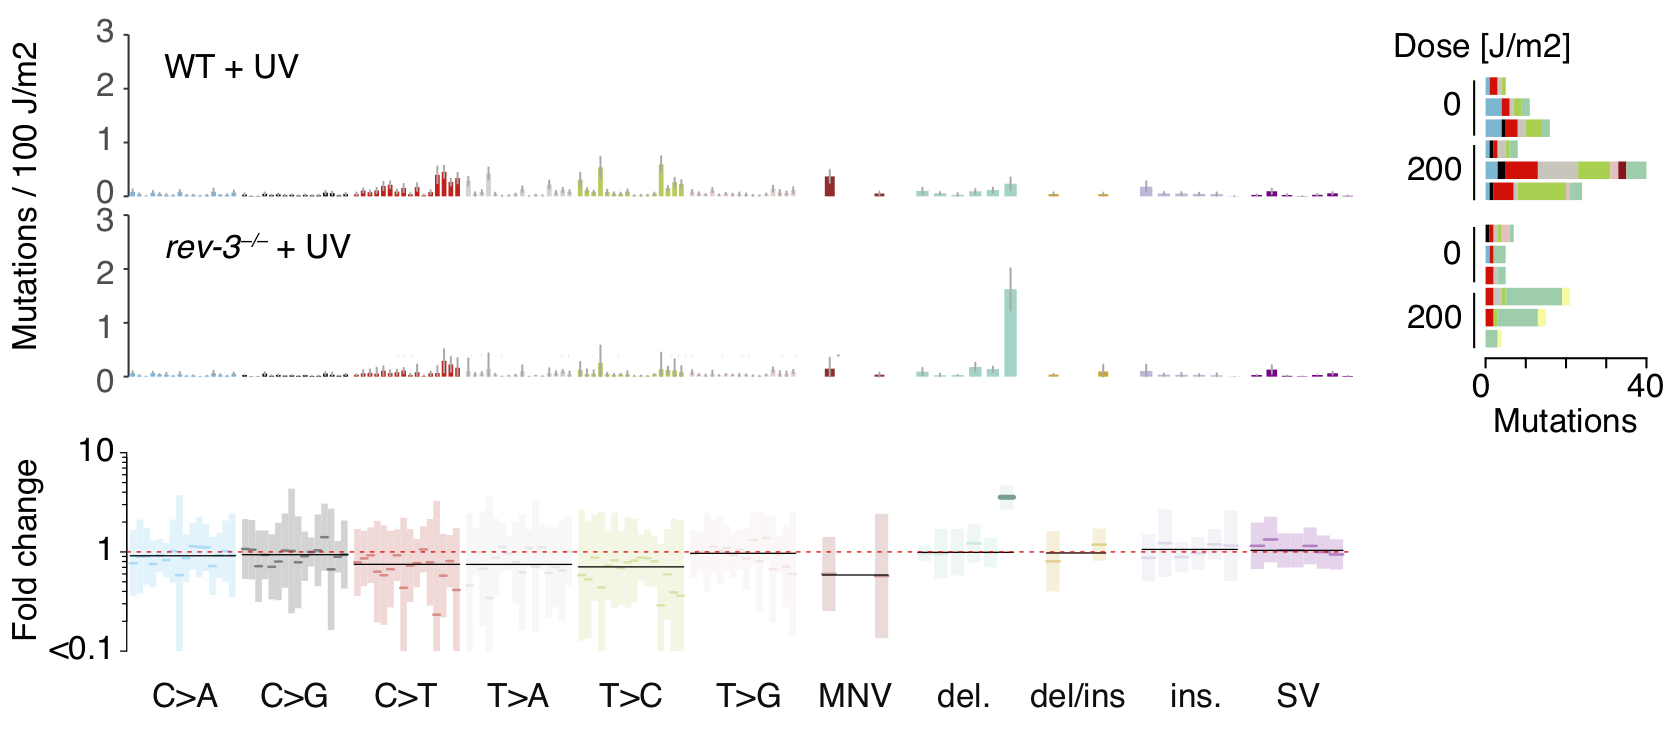 Mutations / 100 J/m2
3
2
1
0
WT + UV
3
2
1
0
rev-3–/– + UV
Dose [J/m2]
0
200
0
200
0 40
Mutations
Fold change
10
1
<0.1
C>A C>G C>T T>A T>C T>G MNV del. del/ins ins. SV